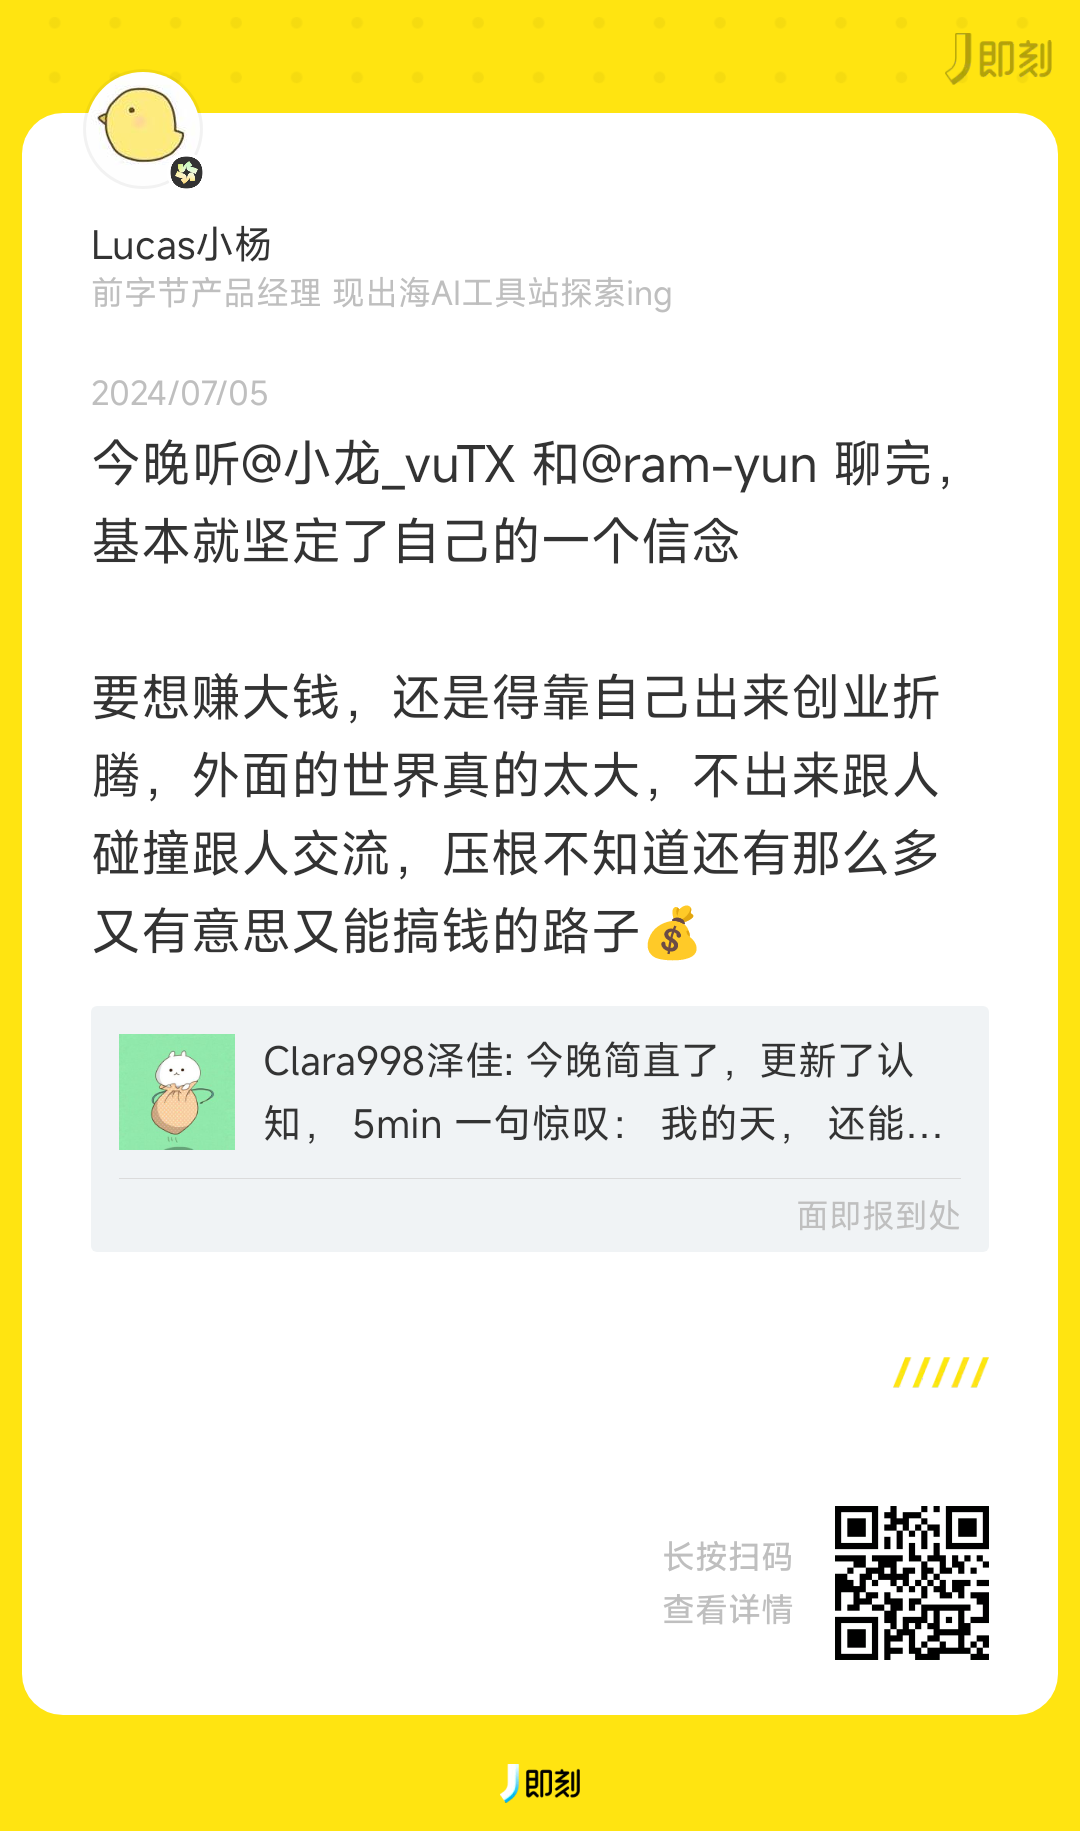 即刻
Lucas小杨
前字节产品经理 现出海AI工具站探索ing
2024/07/05
今晚听@小龙_vuTX 和@ram-yun 聊完，
基本就坚定了自己的一个信念
要想赚大钱，还是得靠自己出来创业折
腾，外面的世界真的太大，不出来跟人
碰撞跟人交流，压根不知道还有那么多
又有意思又能搞钱的路子💰
Clara998泽佳: 今晚简直了，更新了认
知， 5min 一句惊叹： 我的天， 还能...
面即报到处
长按扫码
查看详情
即刻